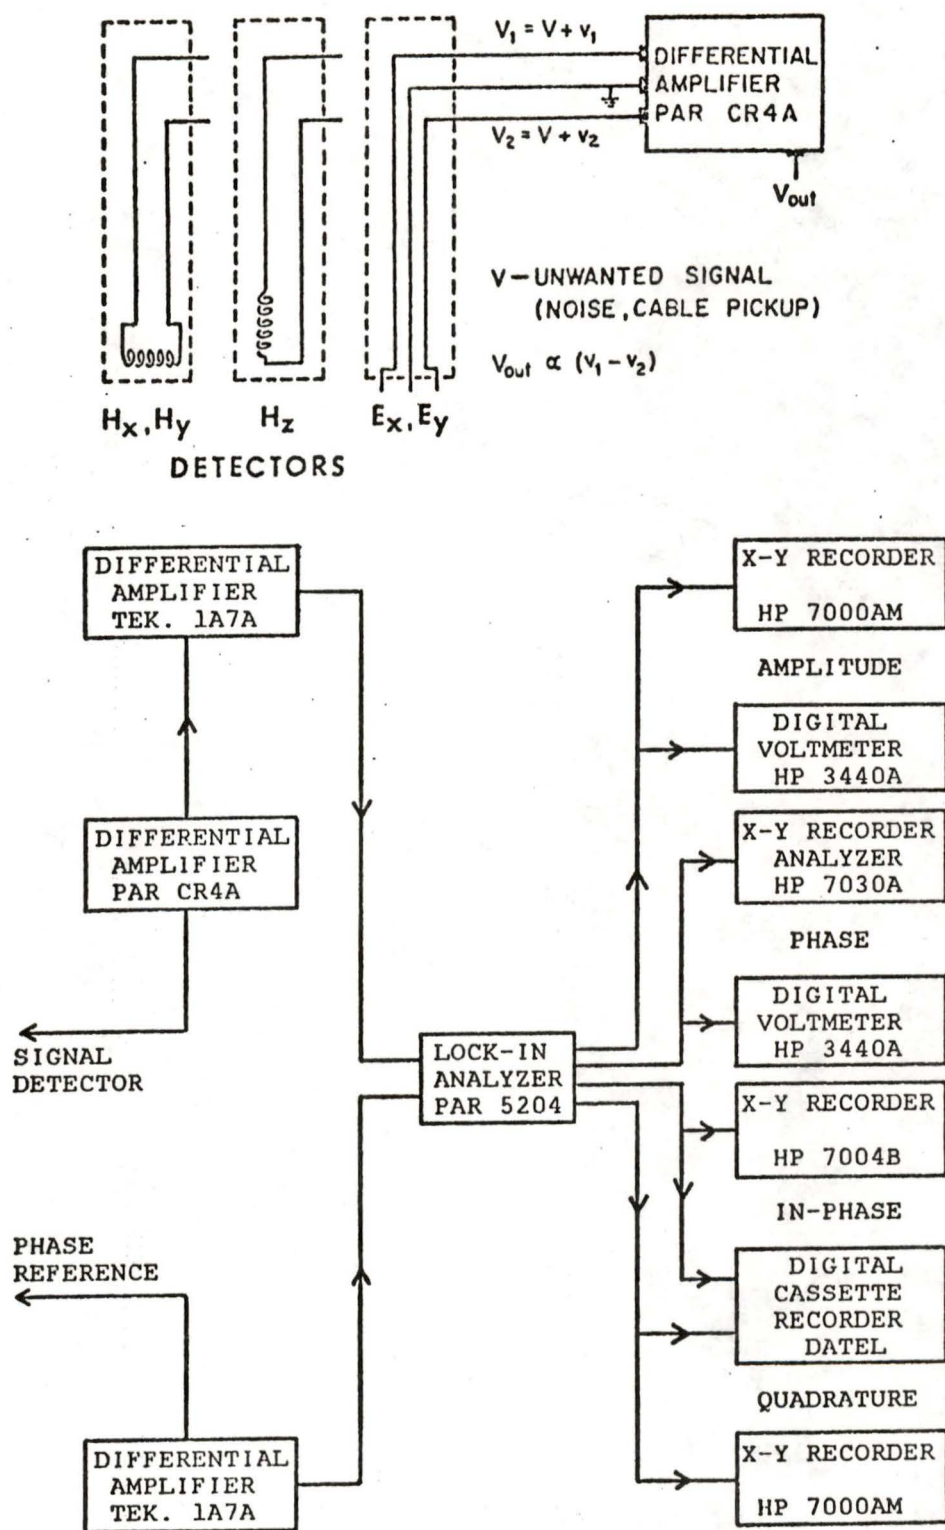 V₁ = V + v₁
DIFFERENTIAL
AMPLIFIER
PAR CR4A
V₂ = V + v₂
Vout
V — UNWANTED SIGNAL
(NOISE, CABLE PICKUP)
Vout ∝ (v₁ – v₂)
Hx, Hy
Hz
Ex, Ey
DETECTORS
DIFFERENTIAL
AMPLIFIER
TEK. 1A7A
DIFFERENTIAL
AMPLIFIER
PAR CR4A
SIGNAL
DETECTOR
PHASE
REFERENCE
DIFFERENTIAL
AMPLIFIER
TEK. 1A7A
LOCK-IN
ANALYZER
PAR 5204
X-Y RECORDER
HP 7000AM
AMPLITUDE
DIGITAL
VOLTMETER
HP 3440A
X-Y RECORDER
ANALYZER
HP 7030A
PHASE
DIGITAL
VOLTMETER
HP 3440A
X-Y RECORDER
HP 7004B
IN-PHASE
DIGITAL
CASSETTE
RECORDER
DATEL
QUADRATURE
X-Y RECORDER
HP 7000AM